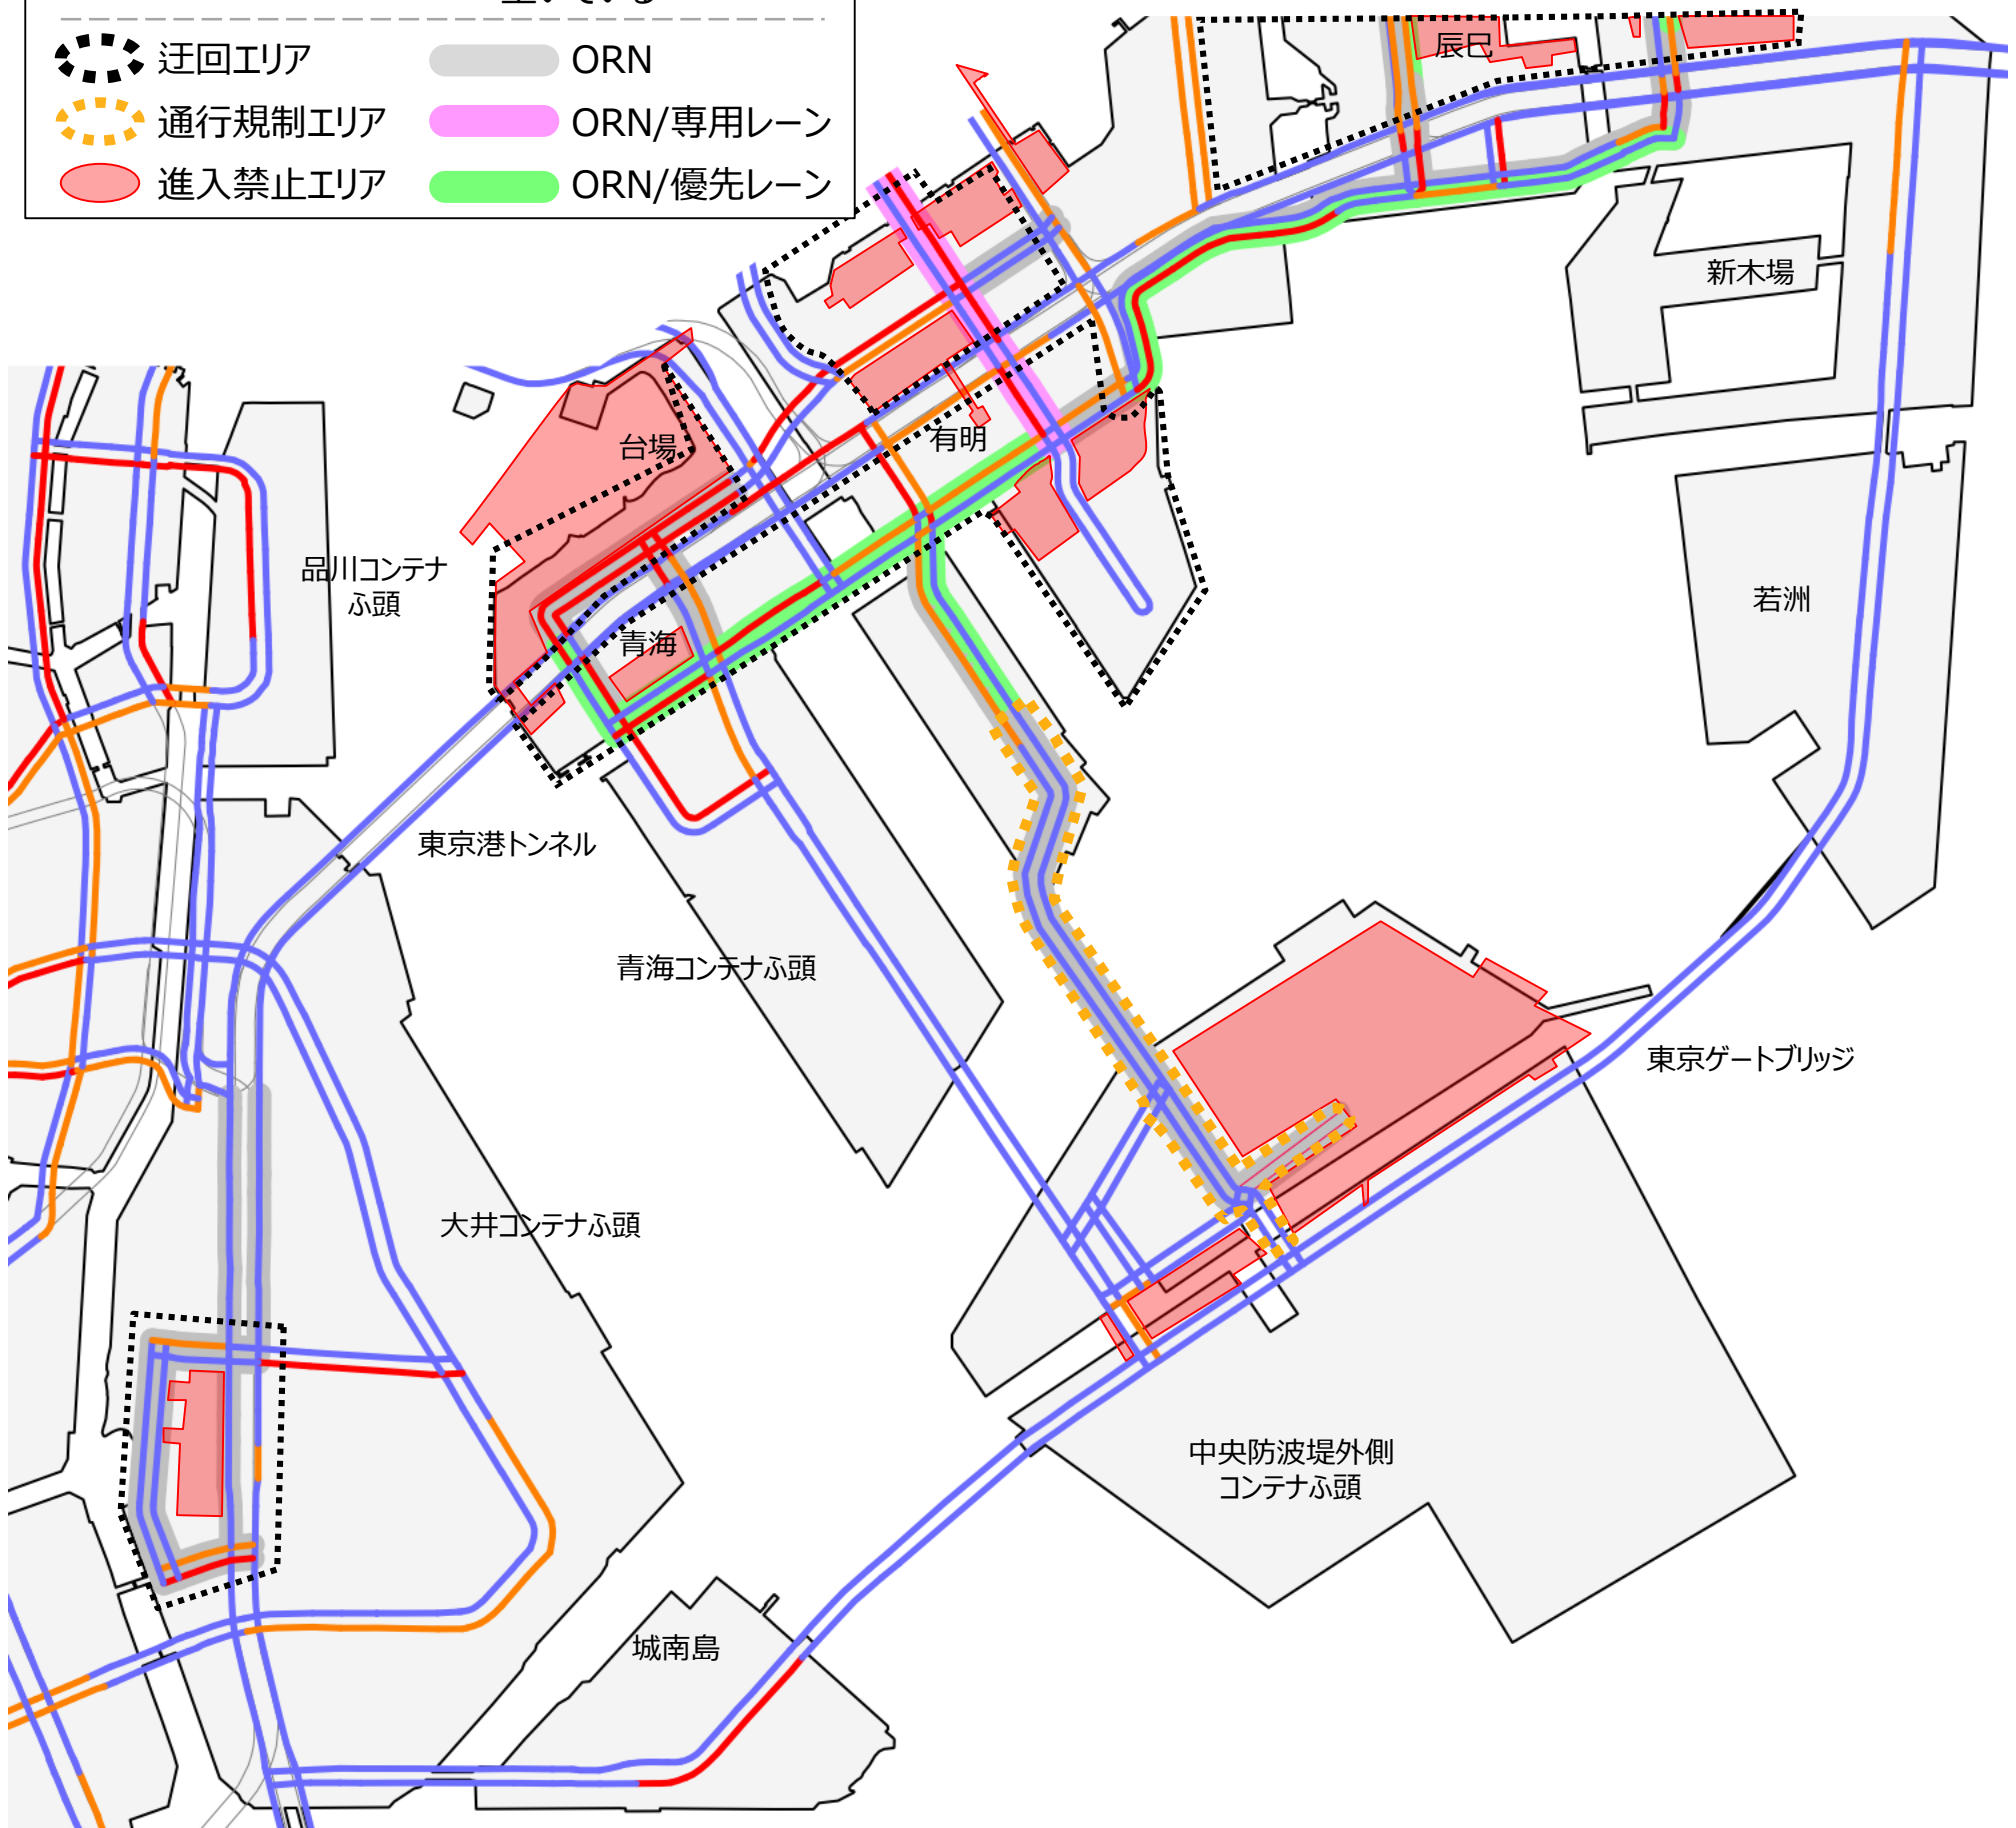 空いている
迂回エリア
ORN
通行規制エリア
ORN/専用レーン
進入禁止エリア
ORN/優先レーン
辰巳
新木場
有明
台場
品川コンテナ
ふ頭
青海
若洲
東京港トンネル
青海コンテナふ頭
東京ゲートブリッジ
大井コンテナふ頭
中央防波堤外側
コンテナふ頭
城南島